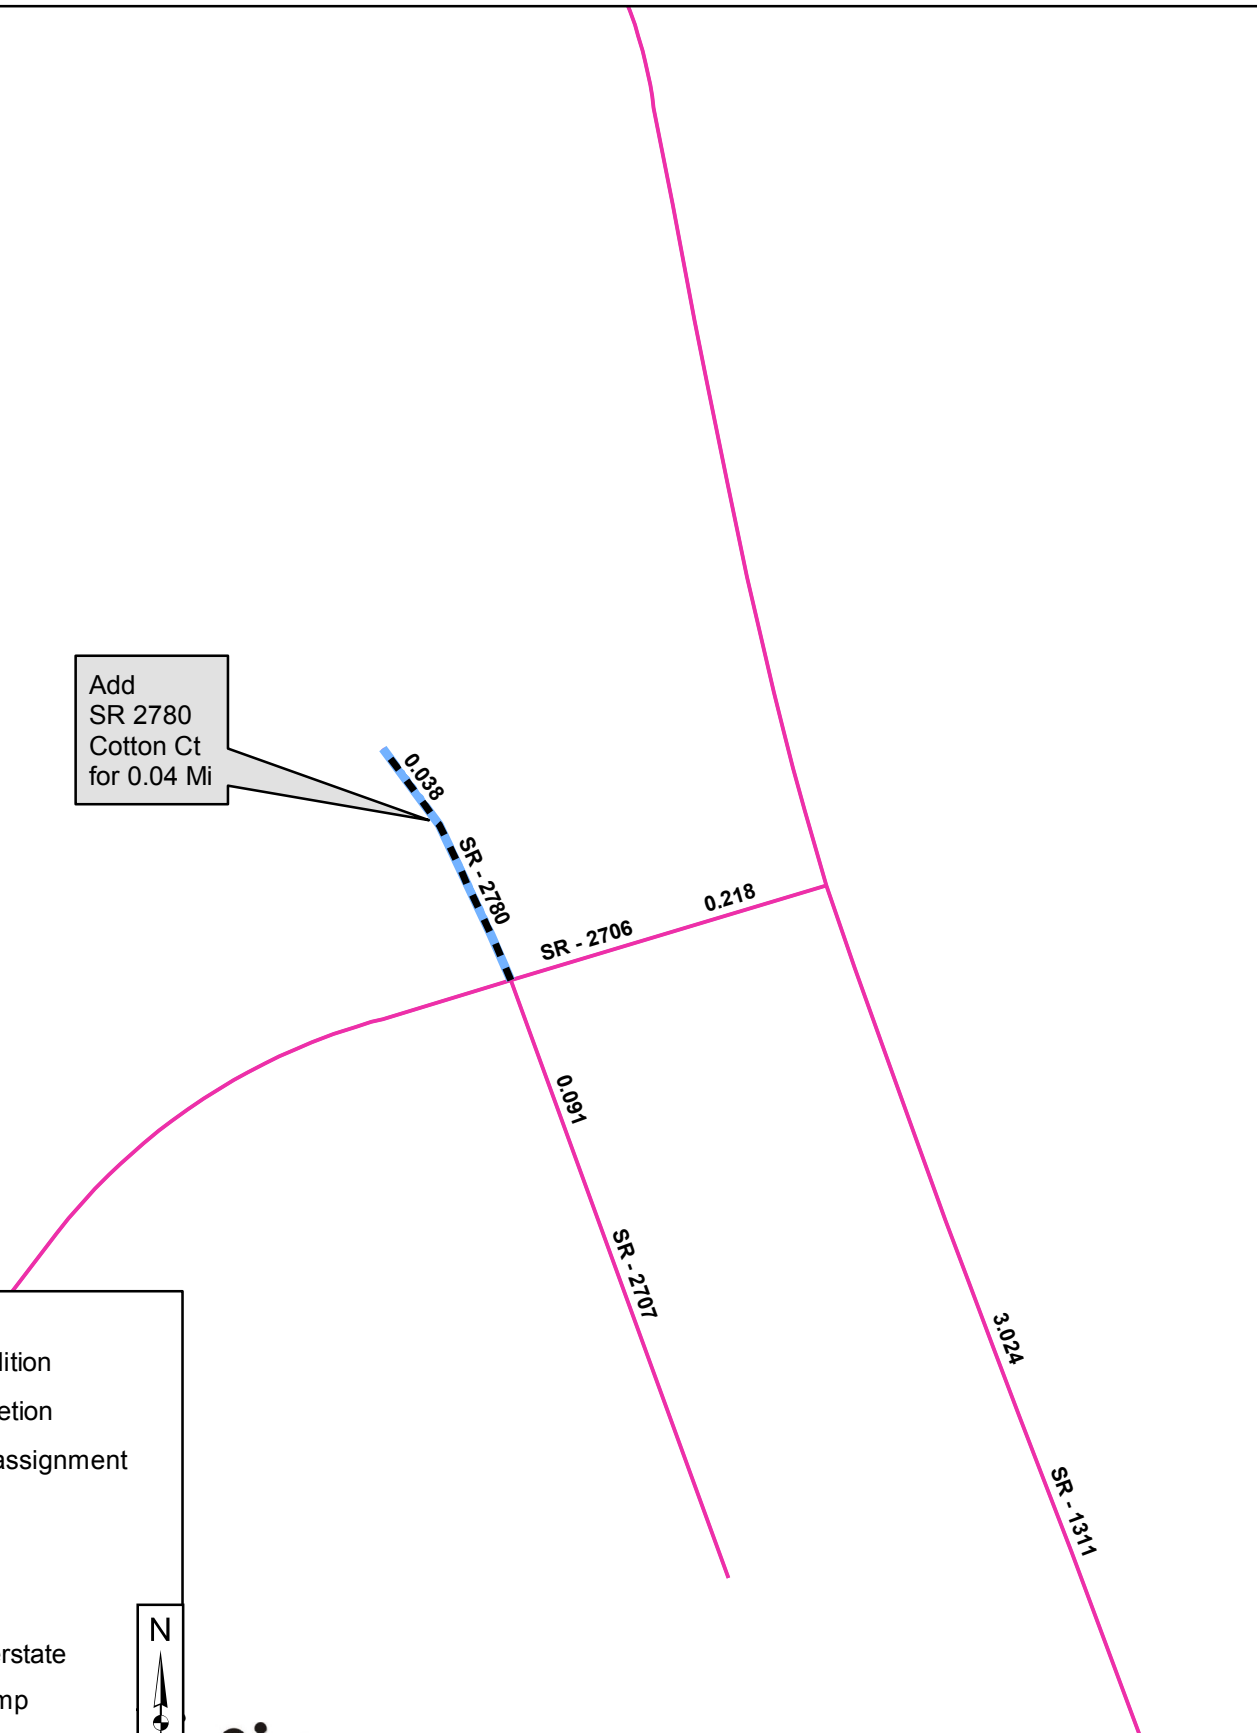 Add
SR 2780
Cotton Ct
for 0.04 Mi
0.038
SR - 2780
SR - 2706
0.218
0.091
SR - 2707
3.024
SR - 1311
lition
etion
assignment
N
rstate
mp